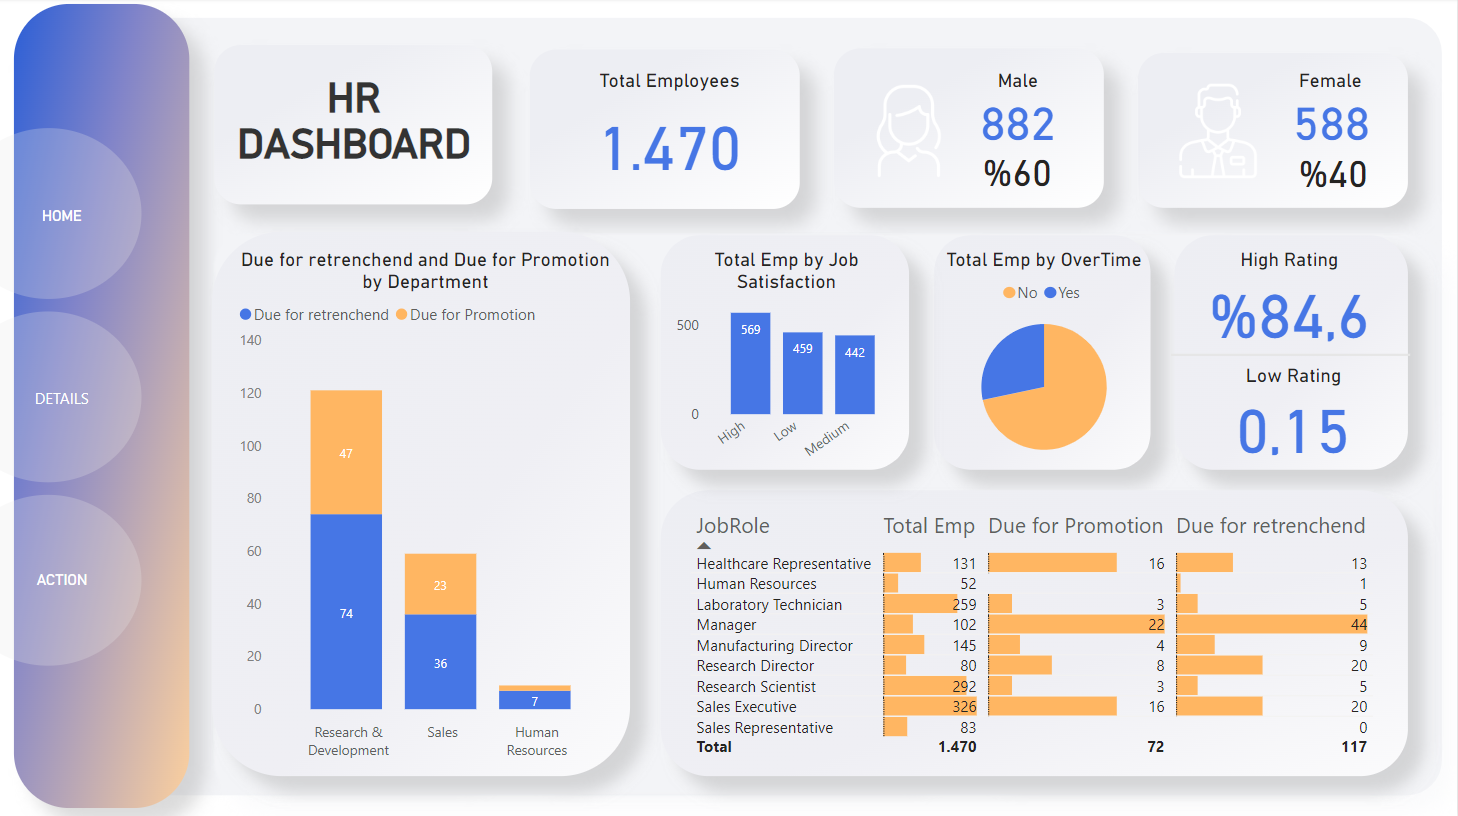 HOME
DETAILS
ACTION
HR
DASHBOARD
Total Employees
1.470
Male
882
%60
Female
588
%40
Due for retrenchend and Due for Promotion
by Department
Due for retrenchend Due for Promotion
140
120
100
80
60
40
20
0
47
74
23
36
7
Research &
Development
Sales
Human
Resources
Total Emp by Job
Satisfaction
500
0
569
459
442
High
Low
Medium
Total Emp by OverTime
No Yes
High Rating
%84,6
Low Rating
0,15
JobRole Total Emp Due for Promotion Due for retrenchend
Healthcare Representative 131 16 13
Human Resources 52 1
Laboratory Technician 259 3 5
Manager 102 22 44
Manufacturing Director 145 4 9
Research Director 80 8 20
Research Scientist 292 3 5
Sales Executive 326 16 20
Sales Representative 83 0
Total 1.470 72 117